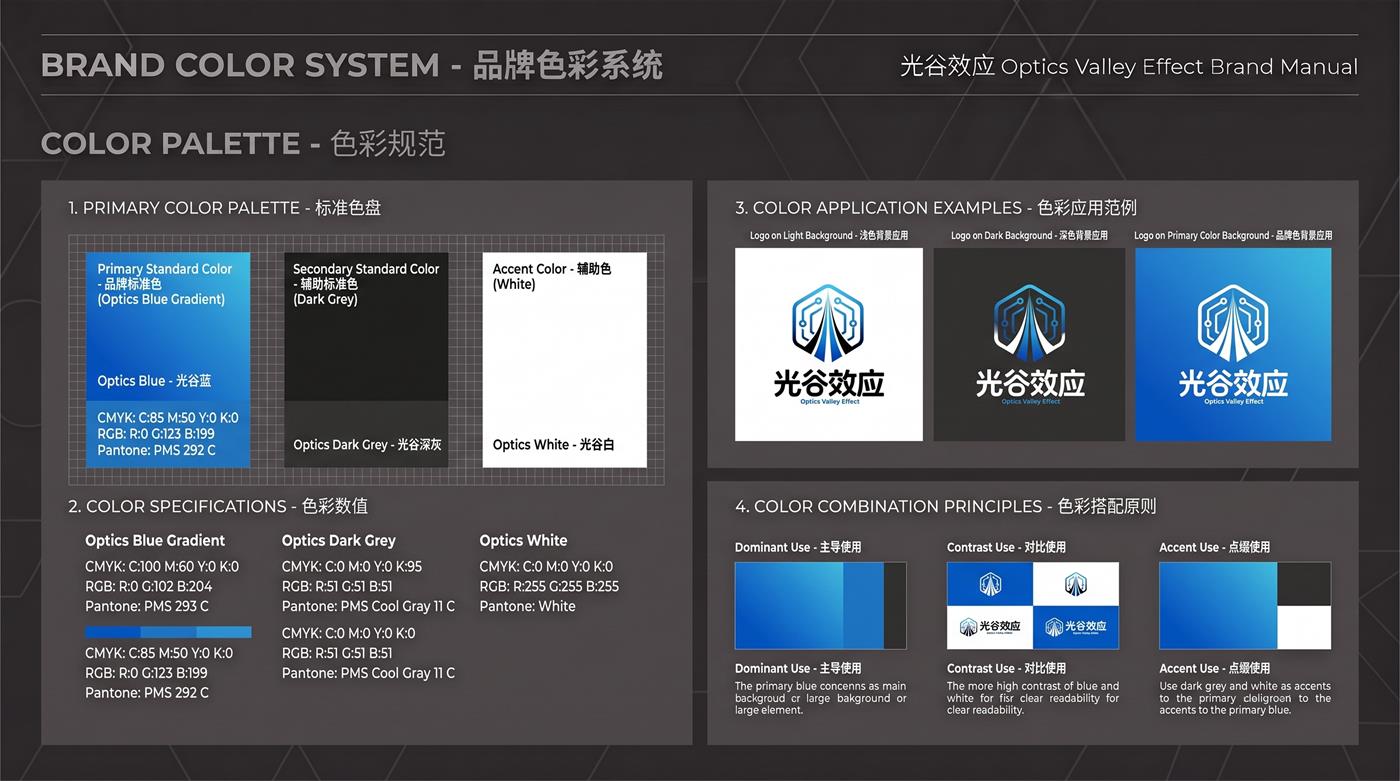 BRAND COLOR SYSTEM - 品牌色彩系统
光谷效应 Optics Valley Effect Brand Manual
COLOR PALETTE - 色彩规范
1. PRIMARY COLOR PALETTE - 标准色盘
Primary Standard Color
- 品牌标准色
(Optics Blue Gradient)
Optics Blue - 光谷蓝
CMYK: C:85 M:50 Y:0 K:0
RGB: R:0 G:123 B:199
Pantone: PMS 292 C
Secondary Standard Color
- 辅助标准色
(Dark Grey)
Optics Dark Grey - 光谷深灰
Accent Color - 辅助色
(White)
Optics White - 光谷白
2. COLOR SPECIFICATIONS - 色彩数值
Optics Blue Gradient
CMYK: C:100 M:60 Y:0 K:0
RGB: R:0 G:102 B:204
Pantone: PMS 293 C
CMYK: C:85 M:50 Y:0 K:0
RGB: R:0 G:123 B:199
Pantone: PMS 292 C
Optics Dark Grey
CMYK: C:0 M:0 Y:0 K:95
RGB: R:51 G:51 B:51
Pantone: PMS Cool Gray 11 C
CMYK: C:0 M:0 Y:0 K:0
RGB: R:51 G:51 B:51
Pantone: PMS Cool Gray 11 C
Optics White
CMYK: C:0 M:0 Y:0 K:0
RGB: R:255 G:255 B:255
Pantone: White
3. COLOR APPLICATION EXAMPLES - 色彩应用范例
Logo on Light Background - 浅色背景应用
光谷效应
Optics Valley Effect
Logo on Dark Background - 深色背景应用
光谷效应
Optics Valley Effect
Logo on Primary Color Background - 品牌色背景应用
光谷效应
Optics Valley Effect
4. COLOR COMBINATION PRINCIPLES - 色彩搭配原则
Dominant Use - 主导使用
Dominant Use - 主导使用
The primary blue concenns as main
backgroud cr large bakground or
large element.
Contrast Use - 对比使用
光谷效应
光谷效应
Contrast Use - 对比使用
The more high contrast of blue and
white for fisr clear readability for
clear readability.
Accent Use - 点缀使用
Accent Use - 点缀使用
Use dark grey and white as accents
to the primary to the
accents to the primary blue.